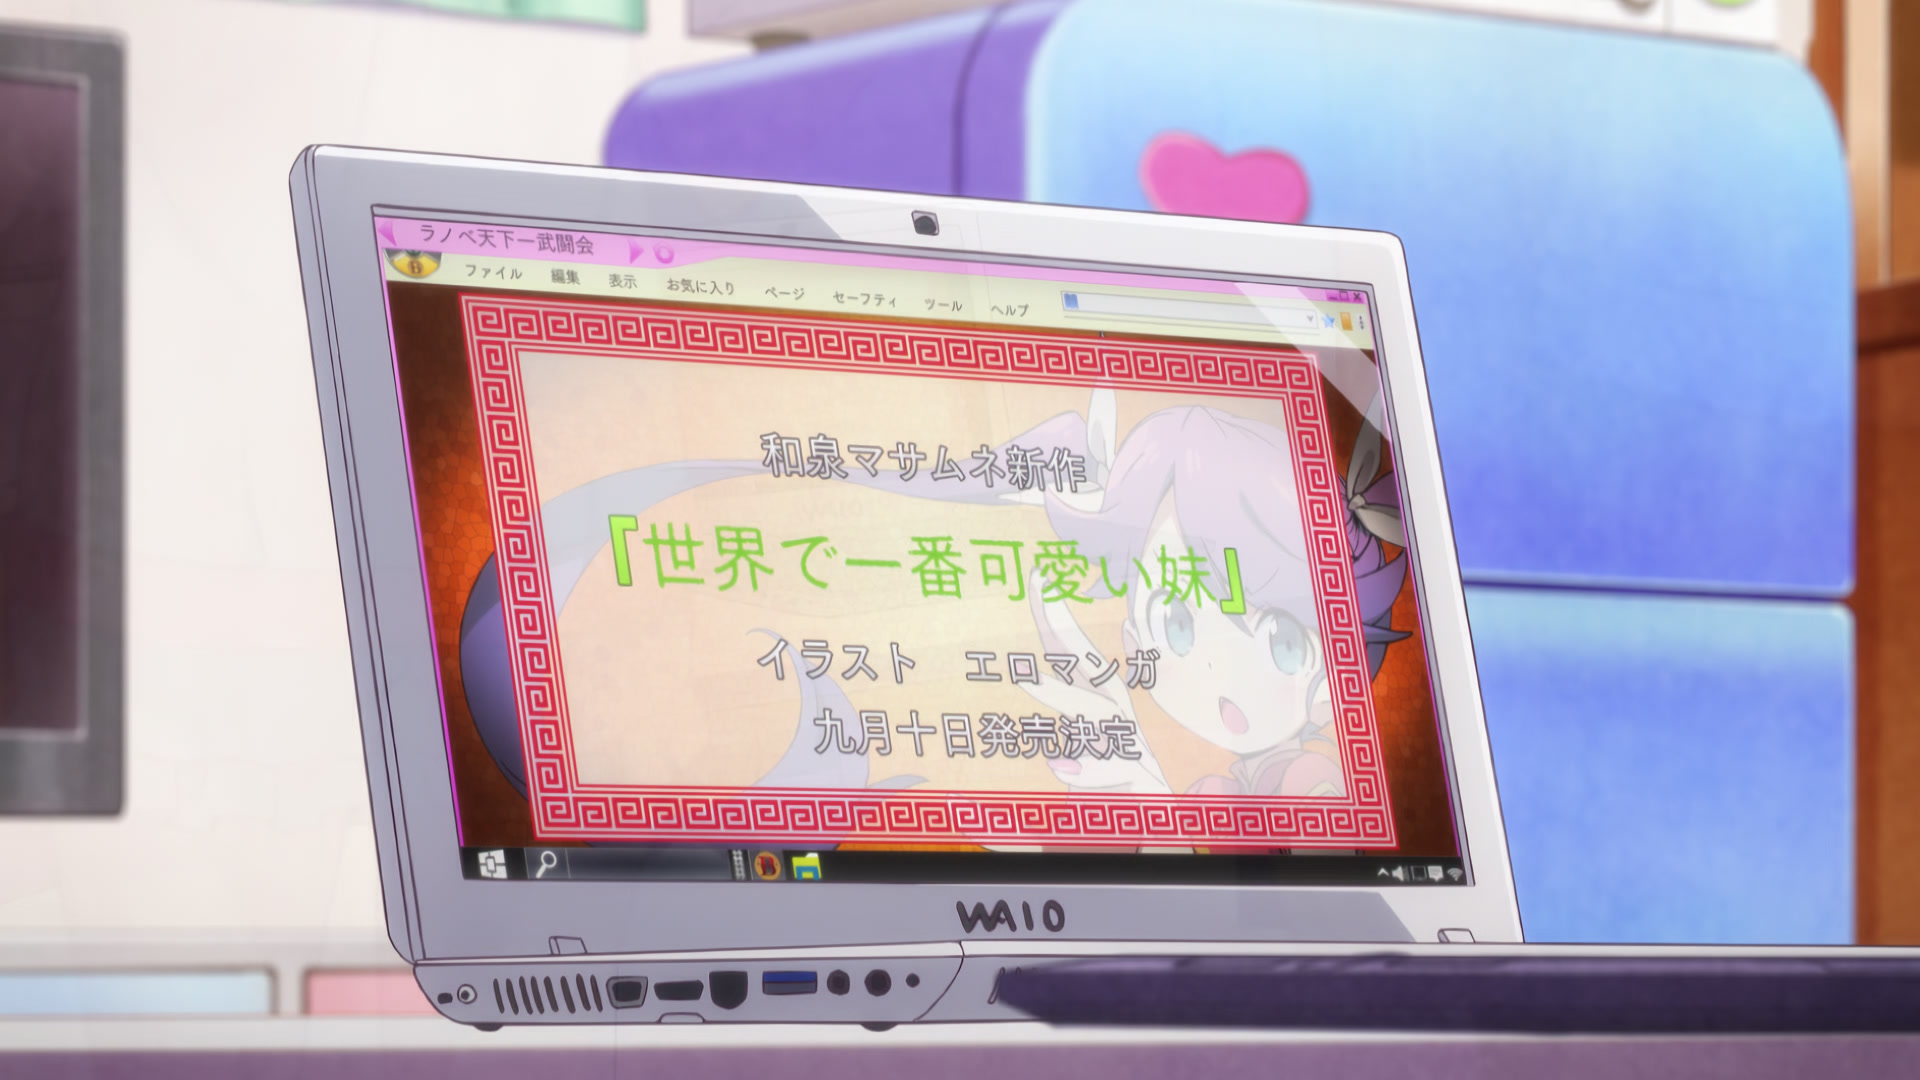 ラノベ天下一武闘会
ファイル 編集 表示 お気に入り ページ セーフティ ツール ヘルプ
和泉マサムネ新作
『世界で一番可愛い妹』
イラスト エロマンガ
九月十日発売決定
WAIO